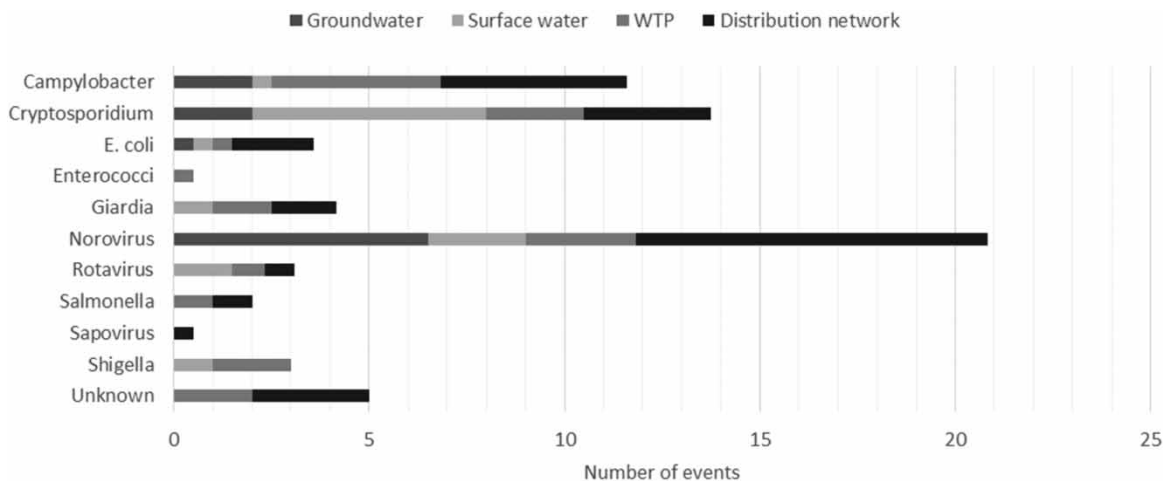 Groundwater Surface water WTP Distribution network
Campylobacter
Cryptosporidium
E. coli
Enterococci
Giardia
Norovirus
Rotavirus
Salmonella
Sapovirus
Shigella
Unknown
0 5 10 15 20 25
Number of events